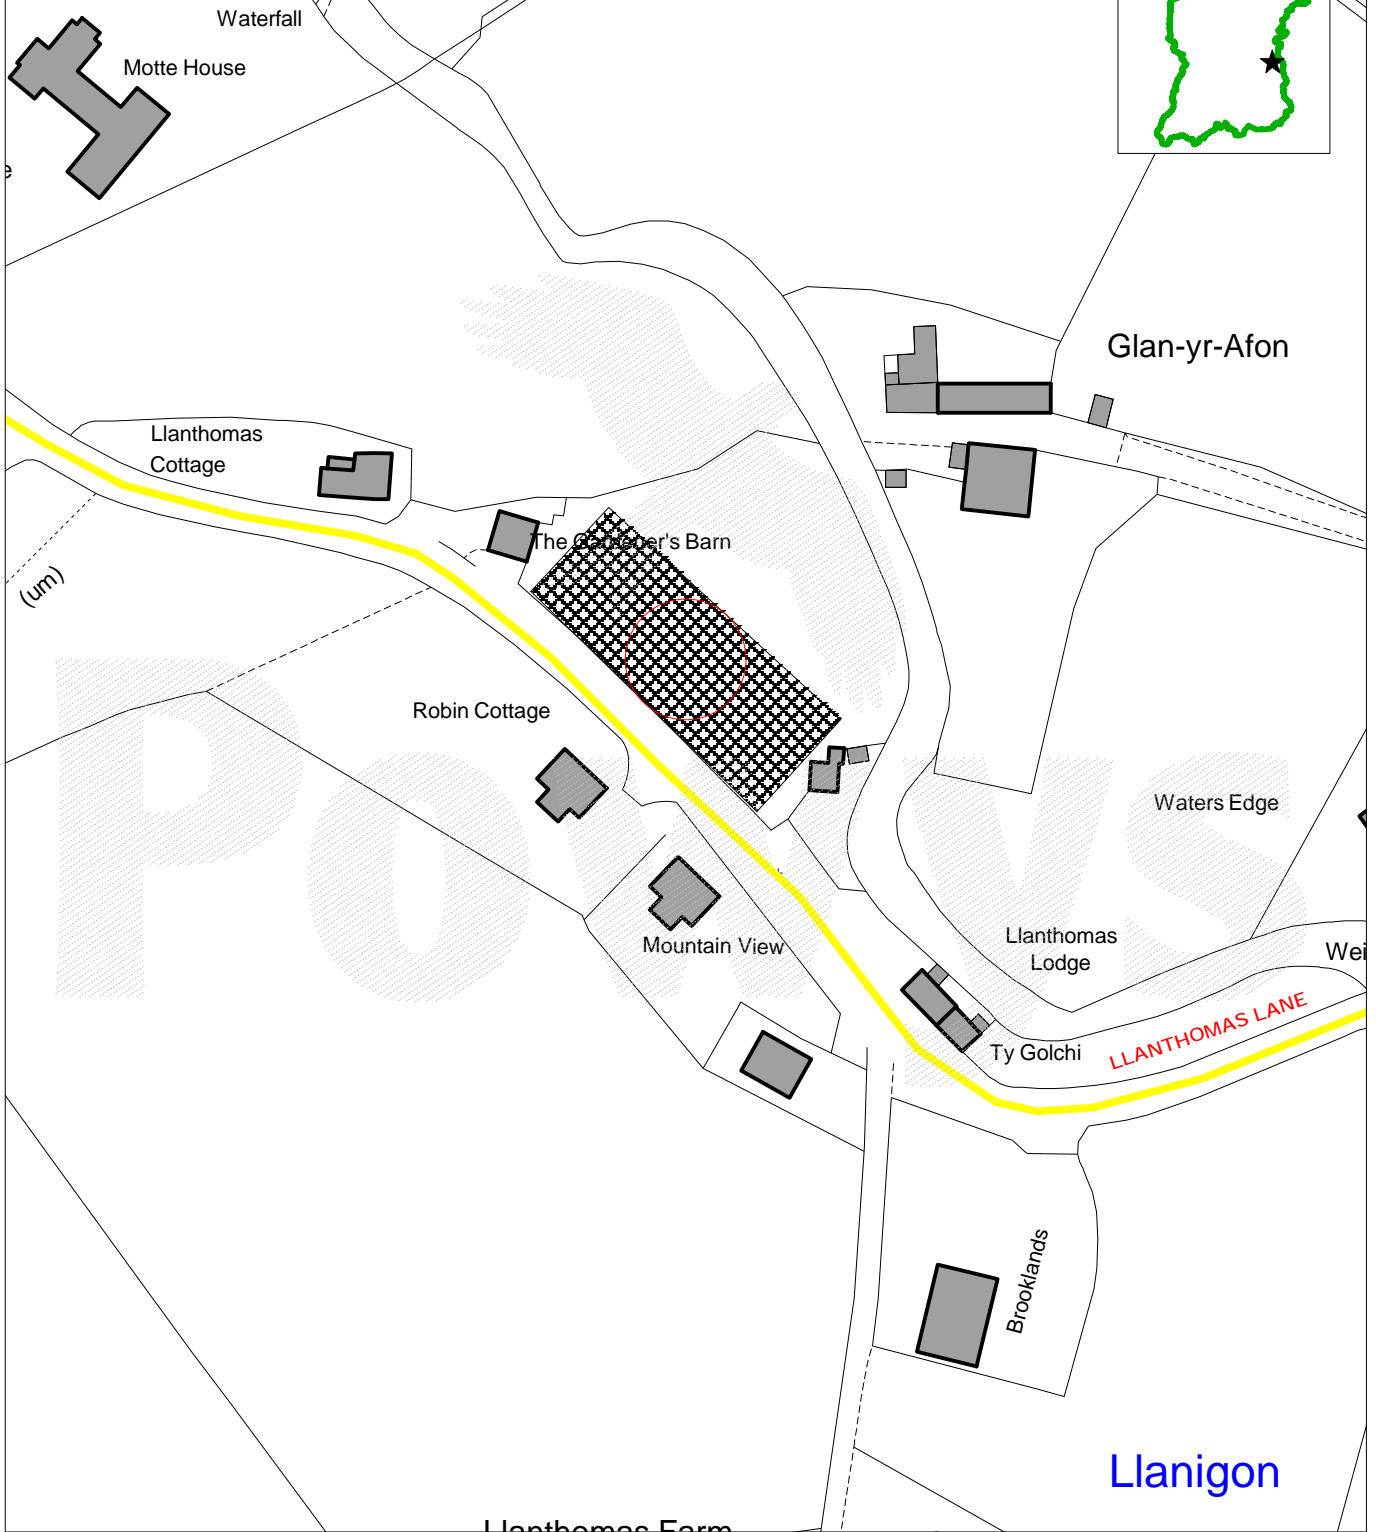 Waterfall
Motte House
e
Glan-yr-Afon
Llanthomas
Cottage
The Gardener's Barn
(um)
Robin Cottage
Powys
Waters Edge
Mountain View
Llanthomas
Lodge
Wei
LLANTHOMAS LANE
Ty Golchi
Brooklands
Llanigon
Llanthomas Farm